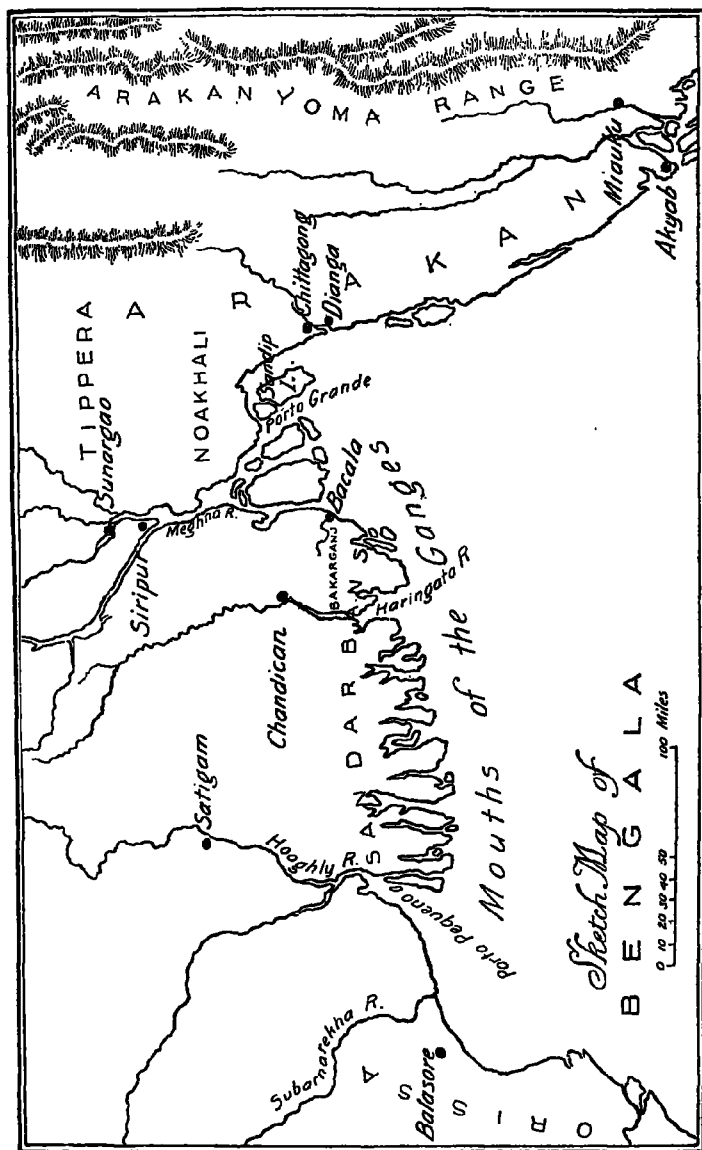 ARAKAN YOMA RANGE
TIPPERA
Sunargao
NOAKHALI
ARAKAN
Chittagong
Dianga
Miauku
Akyab
Sandip
Porto Grande
Siripur
Meghna R.
Bacala
BAKARGANJ
Haringata R
Chandican
Satigam
SANDARBANS
Mouths of the Ganges
Hooghly R.
Porto Pequeno
Subarnarekha R.
Balasore
ORISSA
Sketch Map of
BENGALA
0 10 20 30 40 50 100 Miles